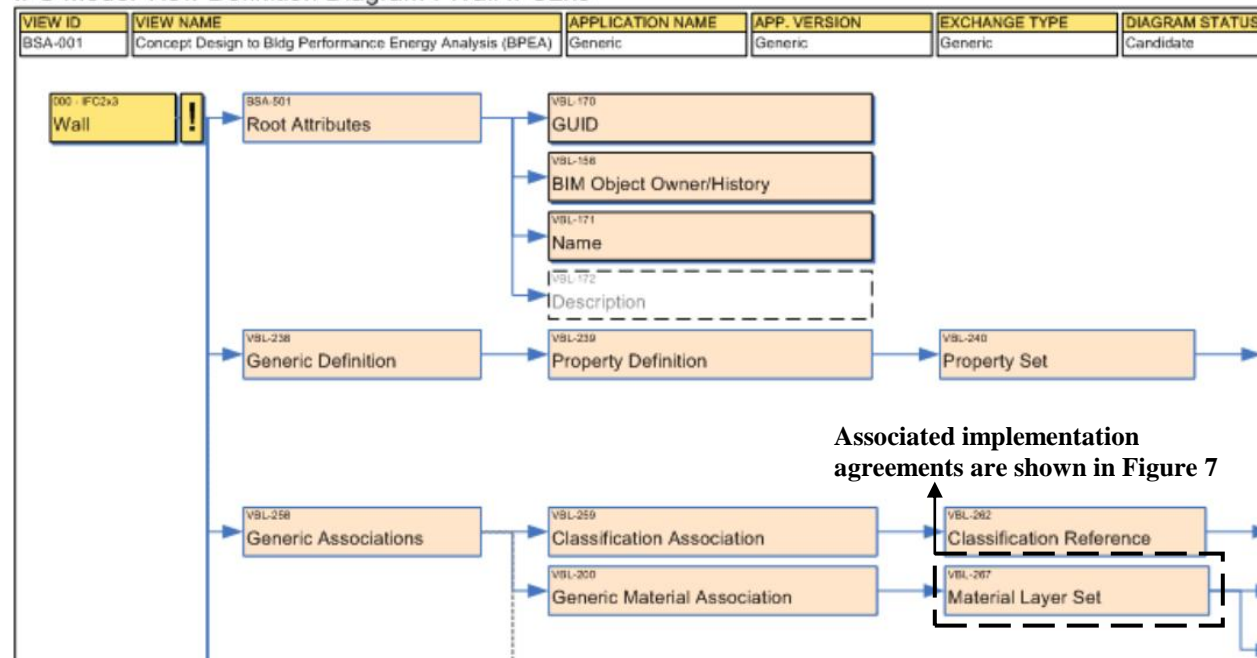 VIEW ID VIEW NAME APPLICATION NAME APP. VERSION EXCHANGE TYPE DIAGRAM STATUS
BSA-001 Concept Design to Bldg Performance Energy Analysis (BPEA) Generic Generic Generic Candidate
000 - IFC2x3
Wall
!
BSA-501
Root Attributes
VBL-170
GUID
VBL-156
BIM Object Owner/History
VBL-171
Name
VBL-172
Description
VBL-238
Generic Definition
VBL-239
Property Definition
VBL-240
Property Set
Associated implementation
agreements are shown in Figure 7
VBL-258
Generic Associations
VBL-259
Classification Association
VBL-262
Classification Reference
VBL-200
Generic Material Association
VBL-267
Material Layer Set